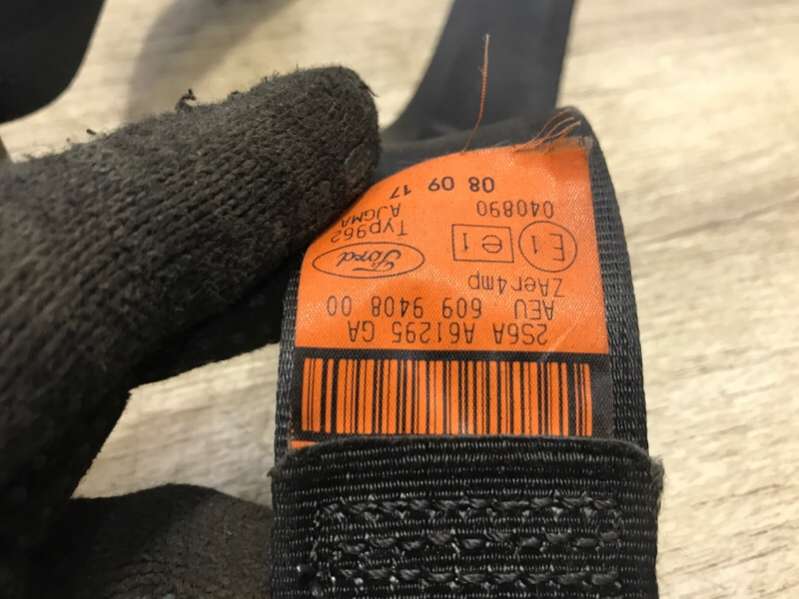 2S6A A61295 GA
AEU 609 9408 00
ZAer4mp
Ford
E1 e1
Typ962
AJGMA
040890
08 09 17